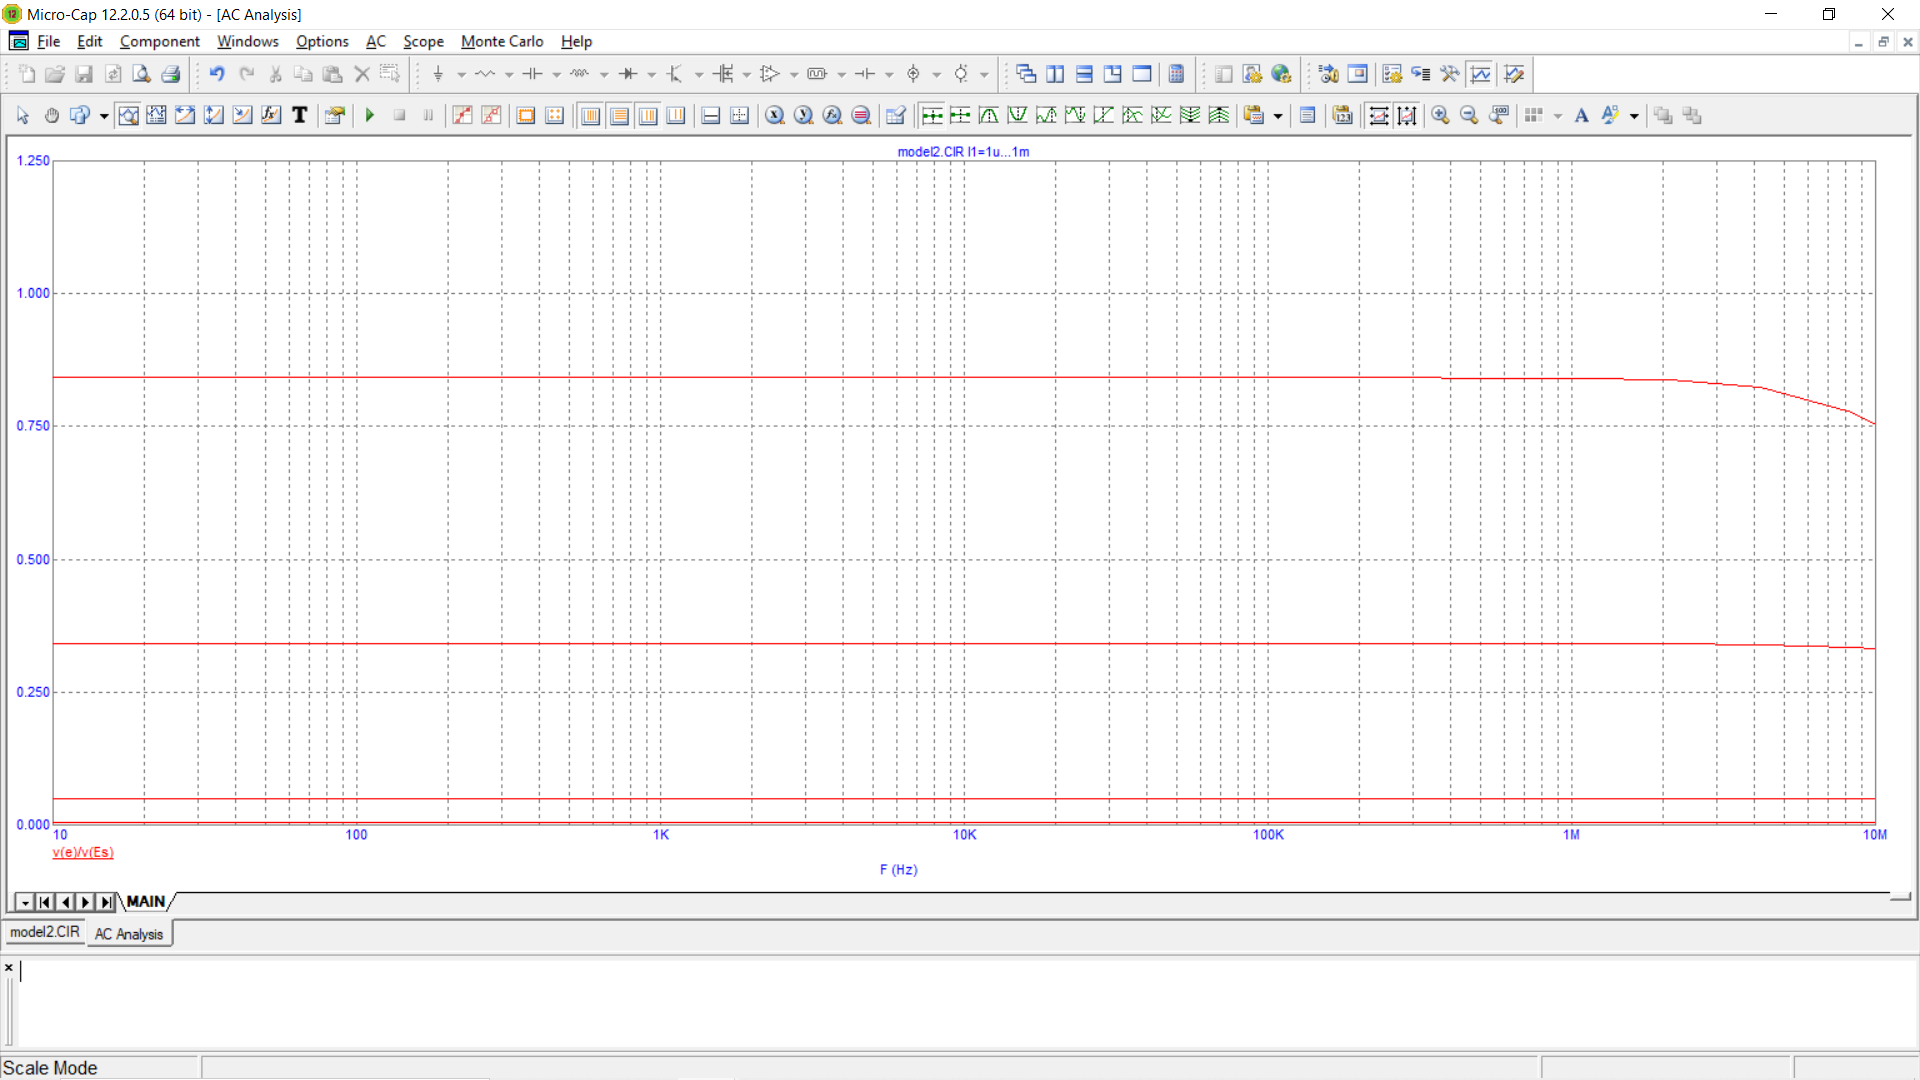 Micro-Cap 12.2.0.5 (64 bit) - [AC Analysis]
File Edit Component Windows Options AC Scope Monte Carlo Help
model2.CIR I1=1u...1m
1.250
1.000
0.750
0.500
0.250
0.000
10 100 1K 10K 100K 1M 10M
v(e)/v(Es)
F (Hz)
MAIN
model2.CIR AC Analysis
Scale Mode